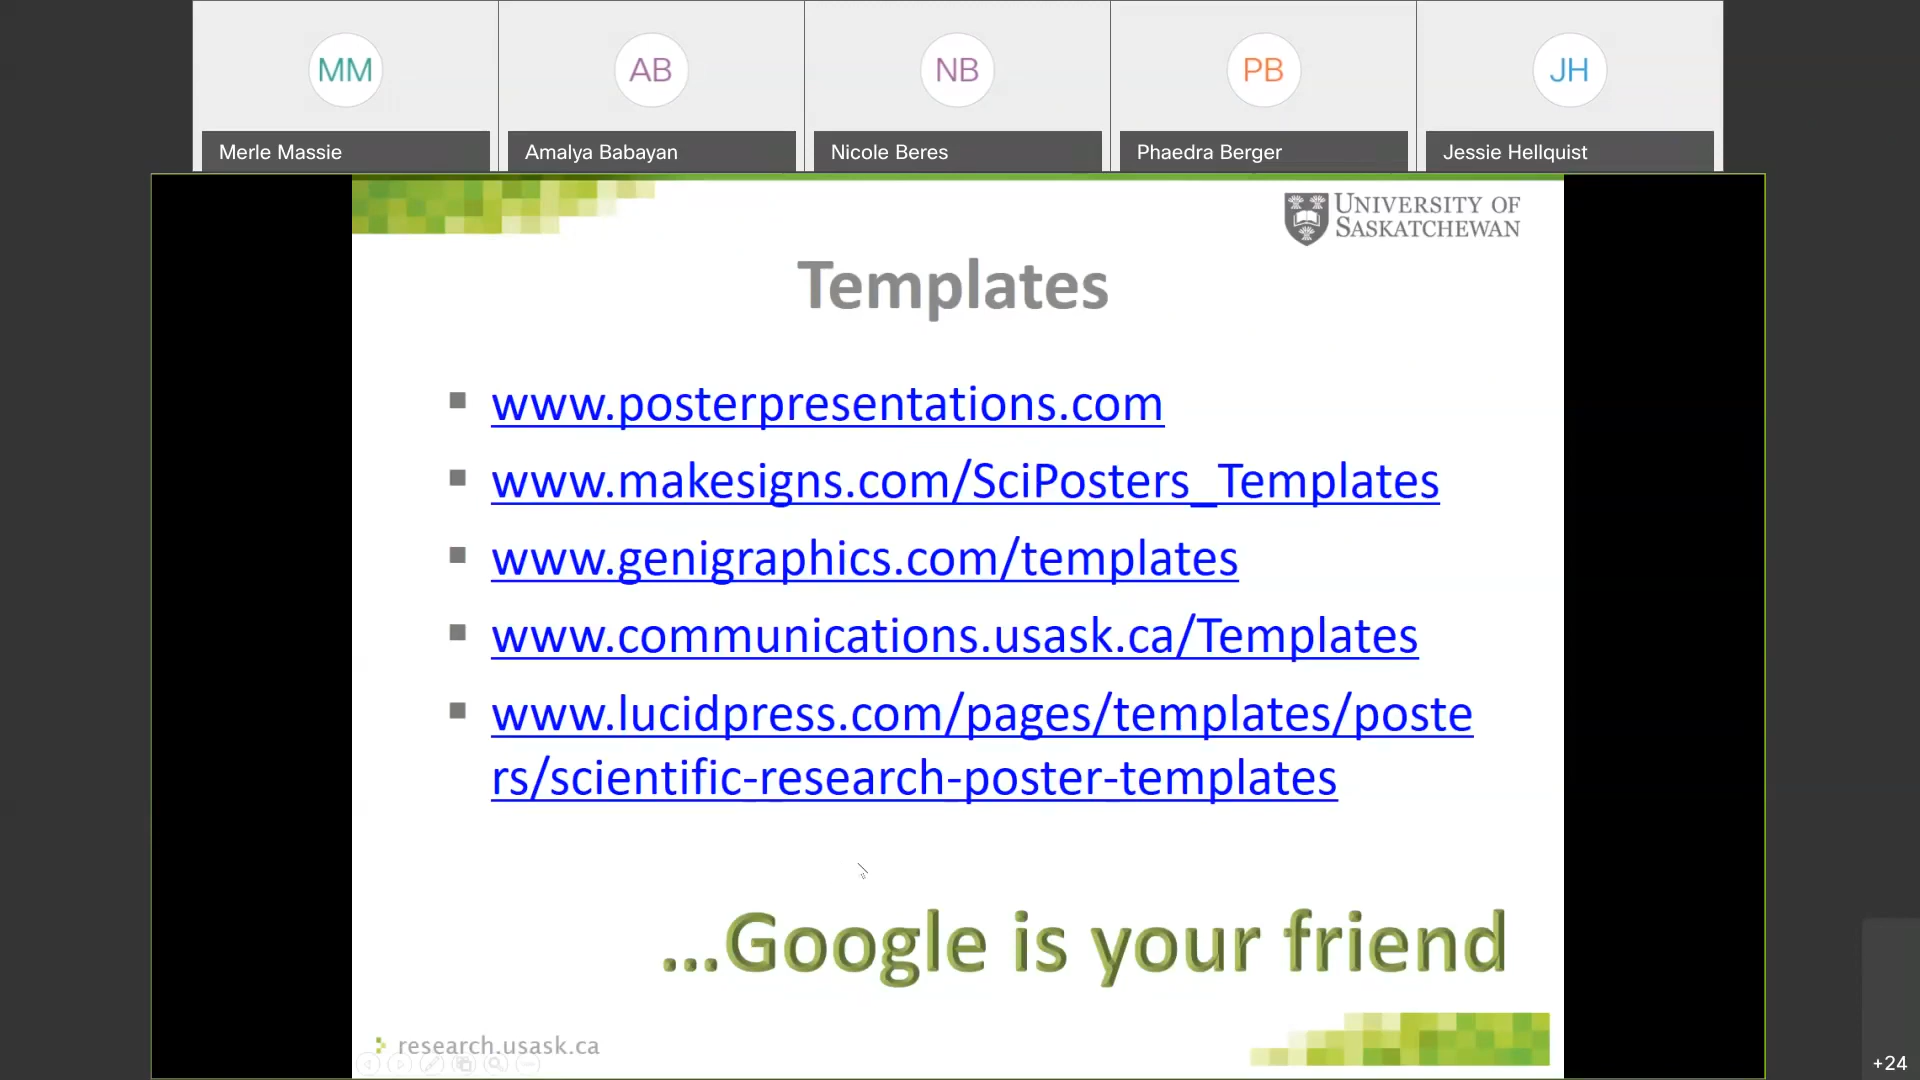 MM
AB
NB
PB
JH
Merle Massie
Amalya Babayan
Nicole Beres
Phaedra Berger
Jessie Hellquist
UNIVERSITY OF
SASKATCHEWAN
Templates
www.posterpresentations.com
www.makesigns.com/SciPosters_Templates
www.genigraphics.com/templates
www.communications.usask.ca/Templates
www.lucidpress.com/pages/templates/poste
rs/scientific-research-poster-templates
...Google is your friend
research.usask.ca
+24